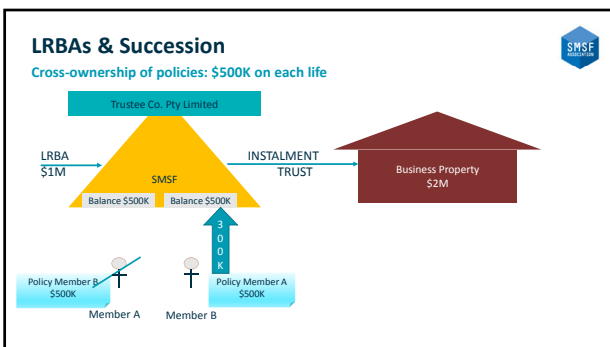 LRBAs & Succession
SMSF
ASSOCIATION
Cross-ownership of policies: $500K on each life
Trustee Co. Pty Limited
LRBA
$1M
INSTALMENT
TRUST
SMSF
Business Property
$2M
Balance $500K
Balance $500K
3
0
0
K
Policy Member B
$500K
Policy Member A
$500K
Member A
Member B